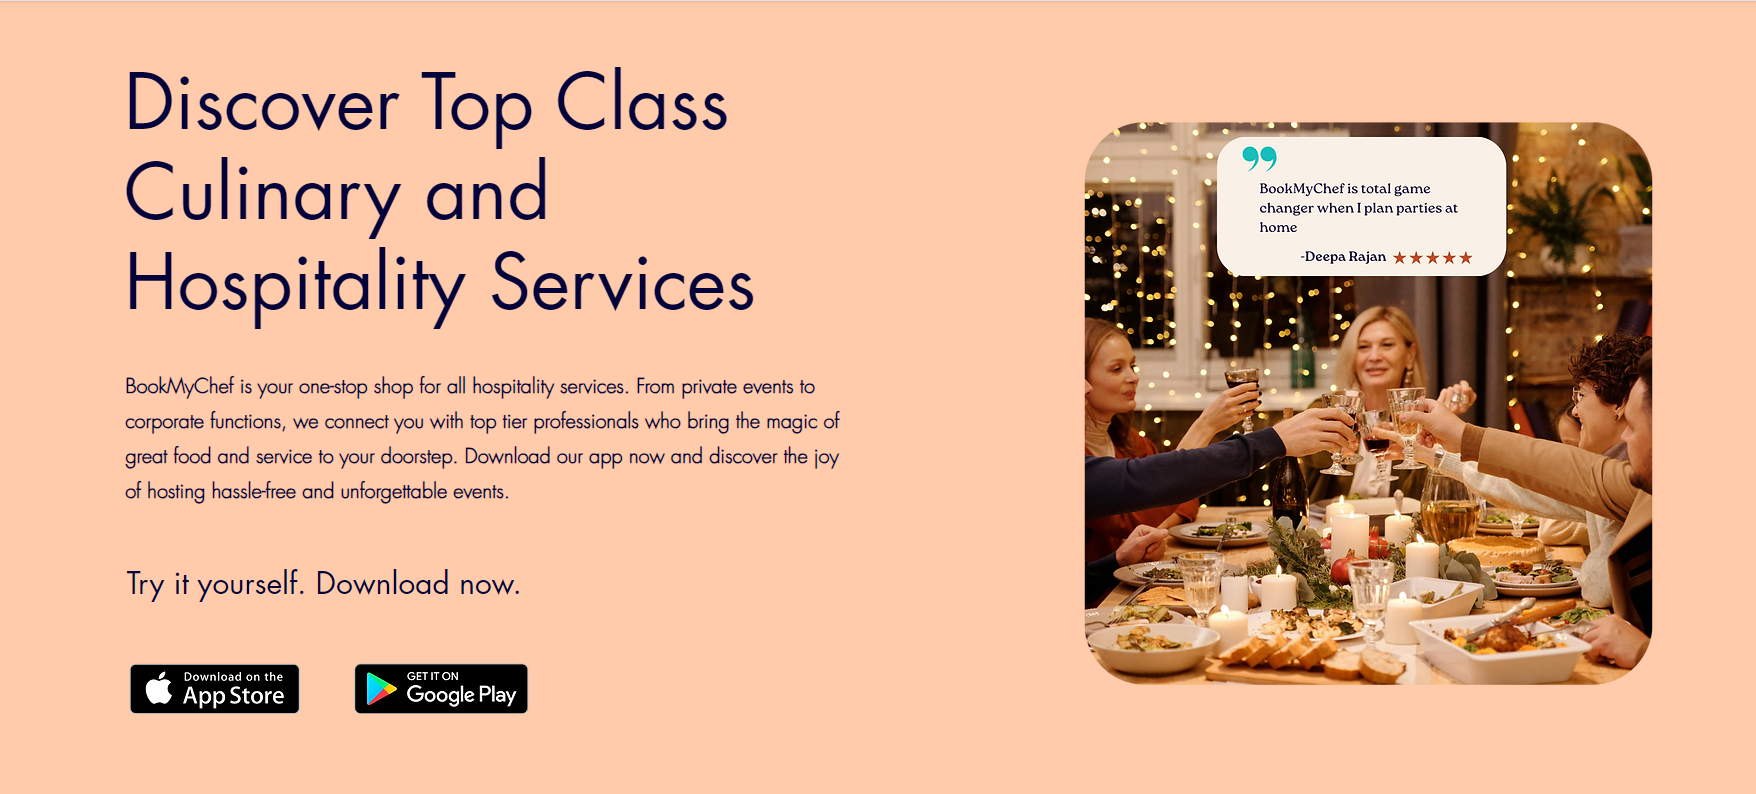 Discover Top Class
Culinary and
Hospitality Services
BookMyChef is your one-stop shop for all hospitality services. From private events to
corporate functions, we connect you with top tier professionals who bring the magic of
great food and service to your doorstep. Download our app now and discover the joy
of hosting hassle-free and unforgettable events.
Try it yourself. Download now.
Download on the
App Store
GET IT ON
Google Play
”
BookMyChef is total game
changer when I plan parties at
home
-Deepa Rajan ★★★★★